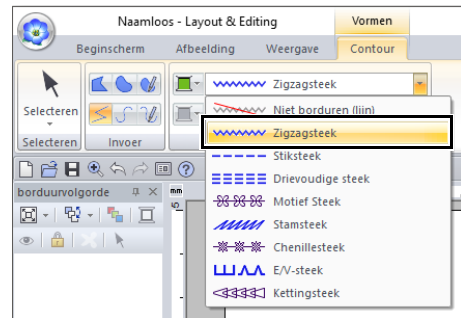 Naamloos - Layout & Editing
Vormen
Beginscherm Afbeelding Weergave Contour
Zigzagsteek
Selecteren
Niet borduren (lijn)
Selecteren Invoer
Zigzagsteek
Stiksteek
Drievoudige steek
borduurvolgorde
mm
Motief Steek
Stamsteek
Chenillesteek
E/V-steek
Kettingsteek